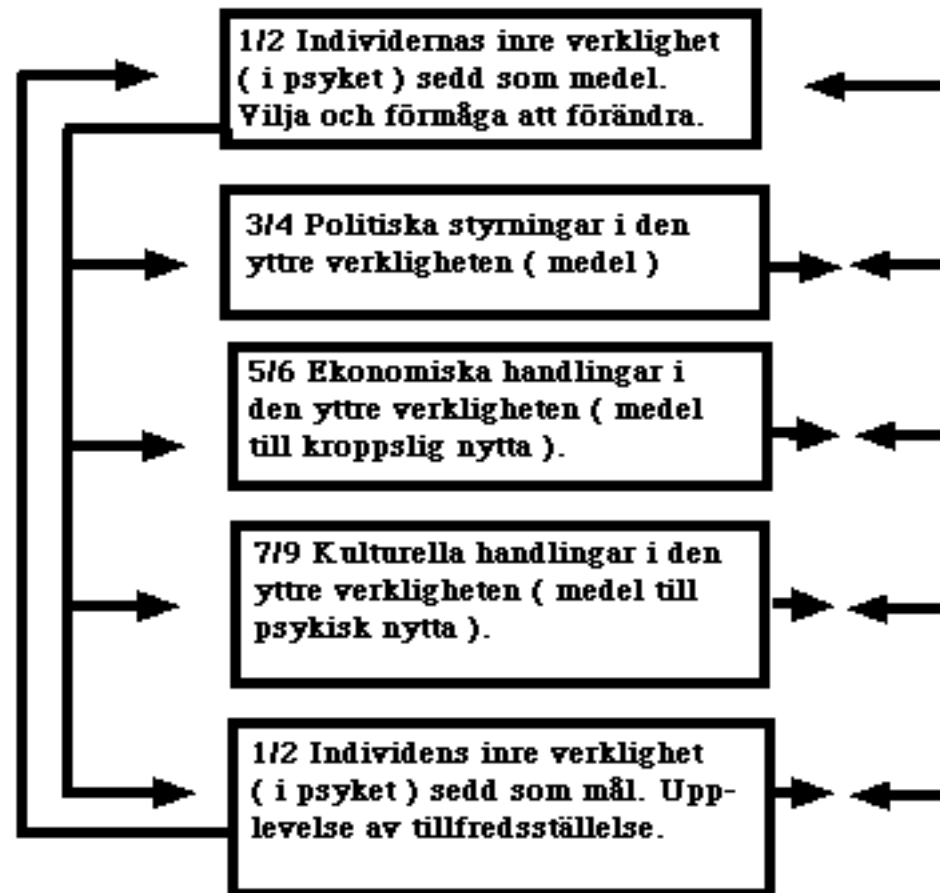 1/2 Individernas inre verklighet
( i psyket ) sedd som medel.
Vilja och förmåga att förändra.
3/4 Politiska styrningar i den
yttre verkligheten ( medel )
5/6 Ekonomiska handlingar i
den yttre verkligheten ( medel
till kroppslig nytta ).
7/9 Kulturella handlingar i den
yttre verkligheten ( medel till
psykisk nytta ).
1/2 Individens inre verklighet
( i psyket ) sedd som mål. Upp-
levelse av tillfredsställelse.